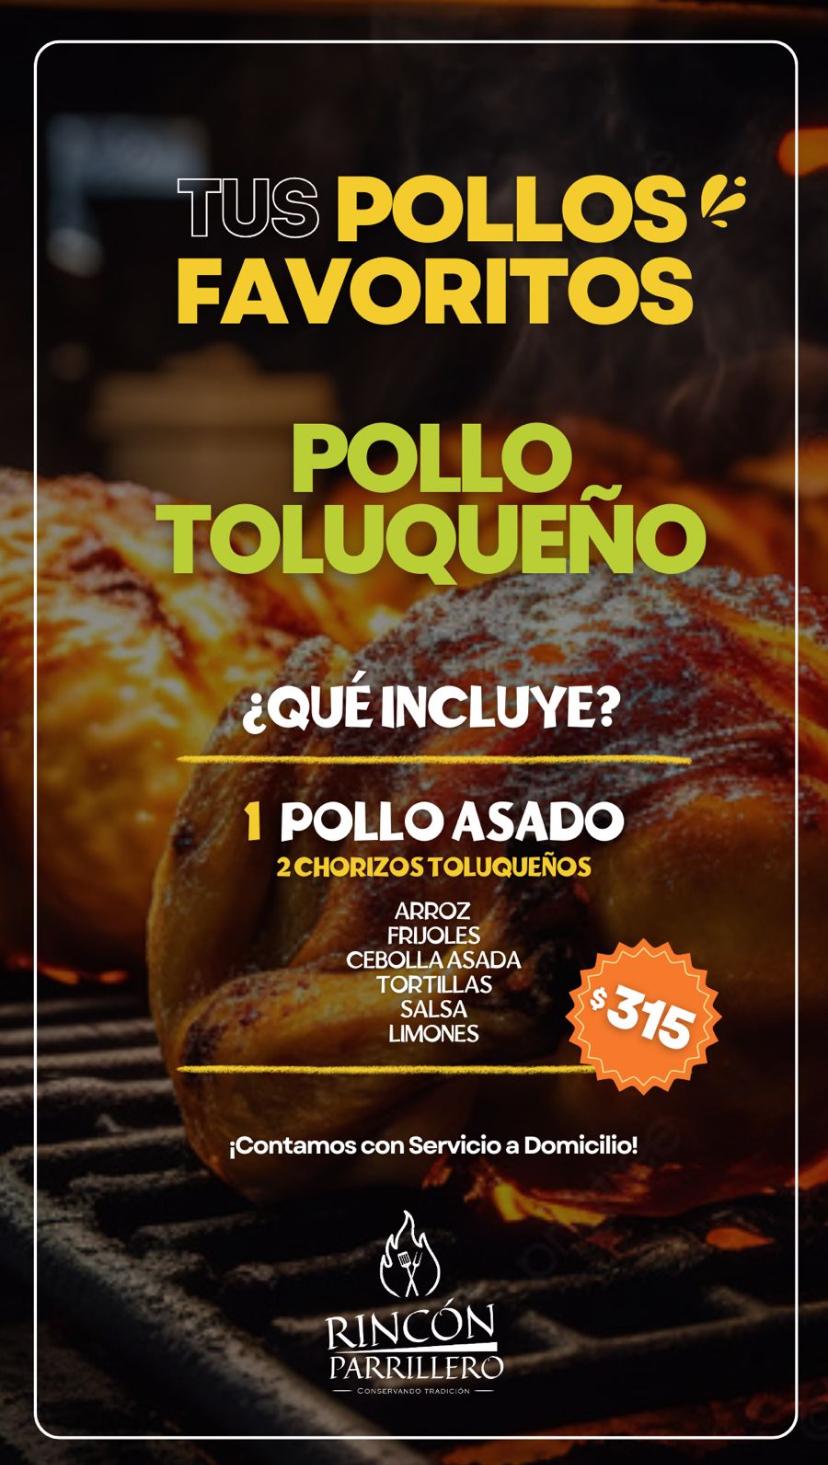 TUS POLLOS
FAVORITOS
POLLO
TOLUQUEÑO
¿QUÉ INCLUYE?
1 POLLO ASADO
2 CHORIZOS TOLUQUEÑOS
ARROZ
FRIJOLES
CEBOLLA ASADA
TORTILLAS
SALSA
LIMONES
$315
¡Contamos con Servicio a Domicilio!
RINCÓN
PARRILLERO
CONSERVANDO TRADICIÓN